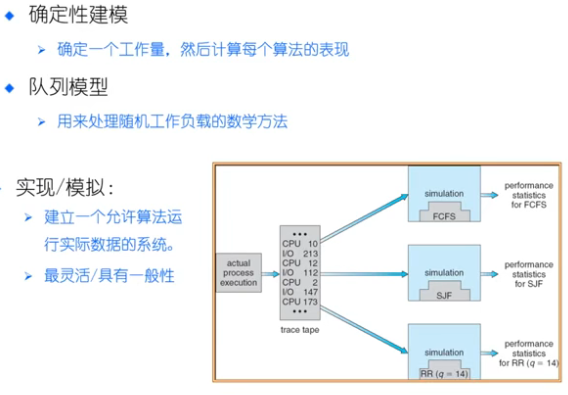 确定性建模
确定一个工作量，然后计算每个算法的表现
队列模型
用来处理随机工作负载的数学方法
实现/模拟：
建立一个允许算法运
行实际数据的系统。
最灵活/具有一般性
actual
process
execution
•••
CPU 10
I/O 213
CPU 12
I/O 112
CPU 2
I/O 147
CPU 173
•••
trace tape
simulation
FCFS
performance
statistics
for FCFS
simulation
SJF
performance
statistics
for SJF
simulation
RR (q = 14)
performance
statistics
for RR (q = 14)